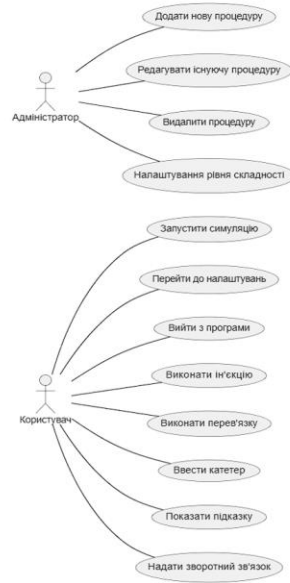 Додати нову процедуру
Редагувати існуючу процедуру
Адміністратор
Видалити процедуру
Налаштування рівня складності
Запустити симуляцію
Перейти до налаштувань
Вийти з програми
Виконати ін'єкцію
Користувач
Виконати перев'язку
Ввести катетер
Показати підказку
Надати зворотний зв'язок